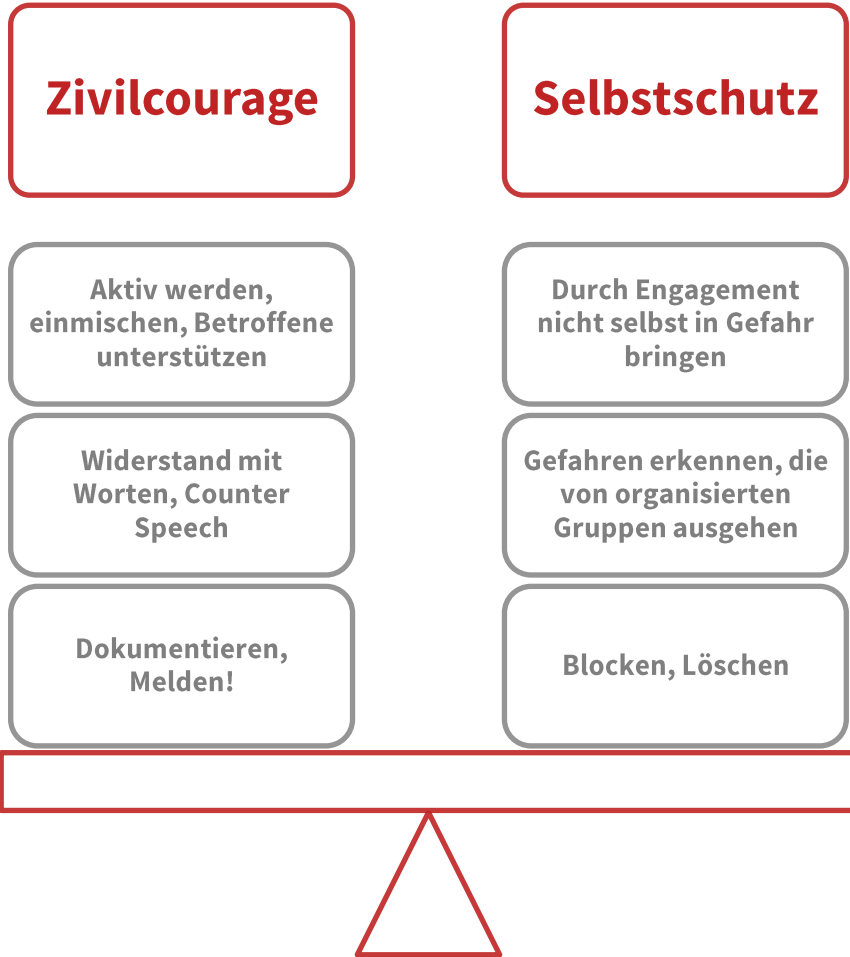 Zivilcourage
Selbstschutz
Aktiv werden,
einmischen, Betroffene
unterstützen
Durch Engagement
nicht selbst in Gefahr
bringen
Widerstand mit
Worten, Counter
Speech
Gefahren erkennen, die
von organisierten
Gruppen ausgehen
Dokumentieren,
Melden!
Blocken, Löschen